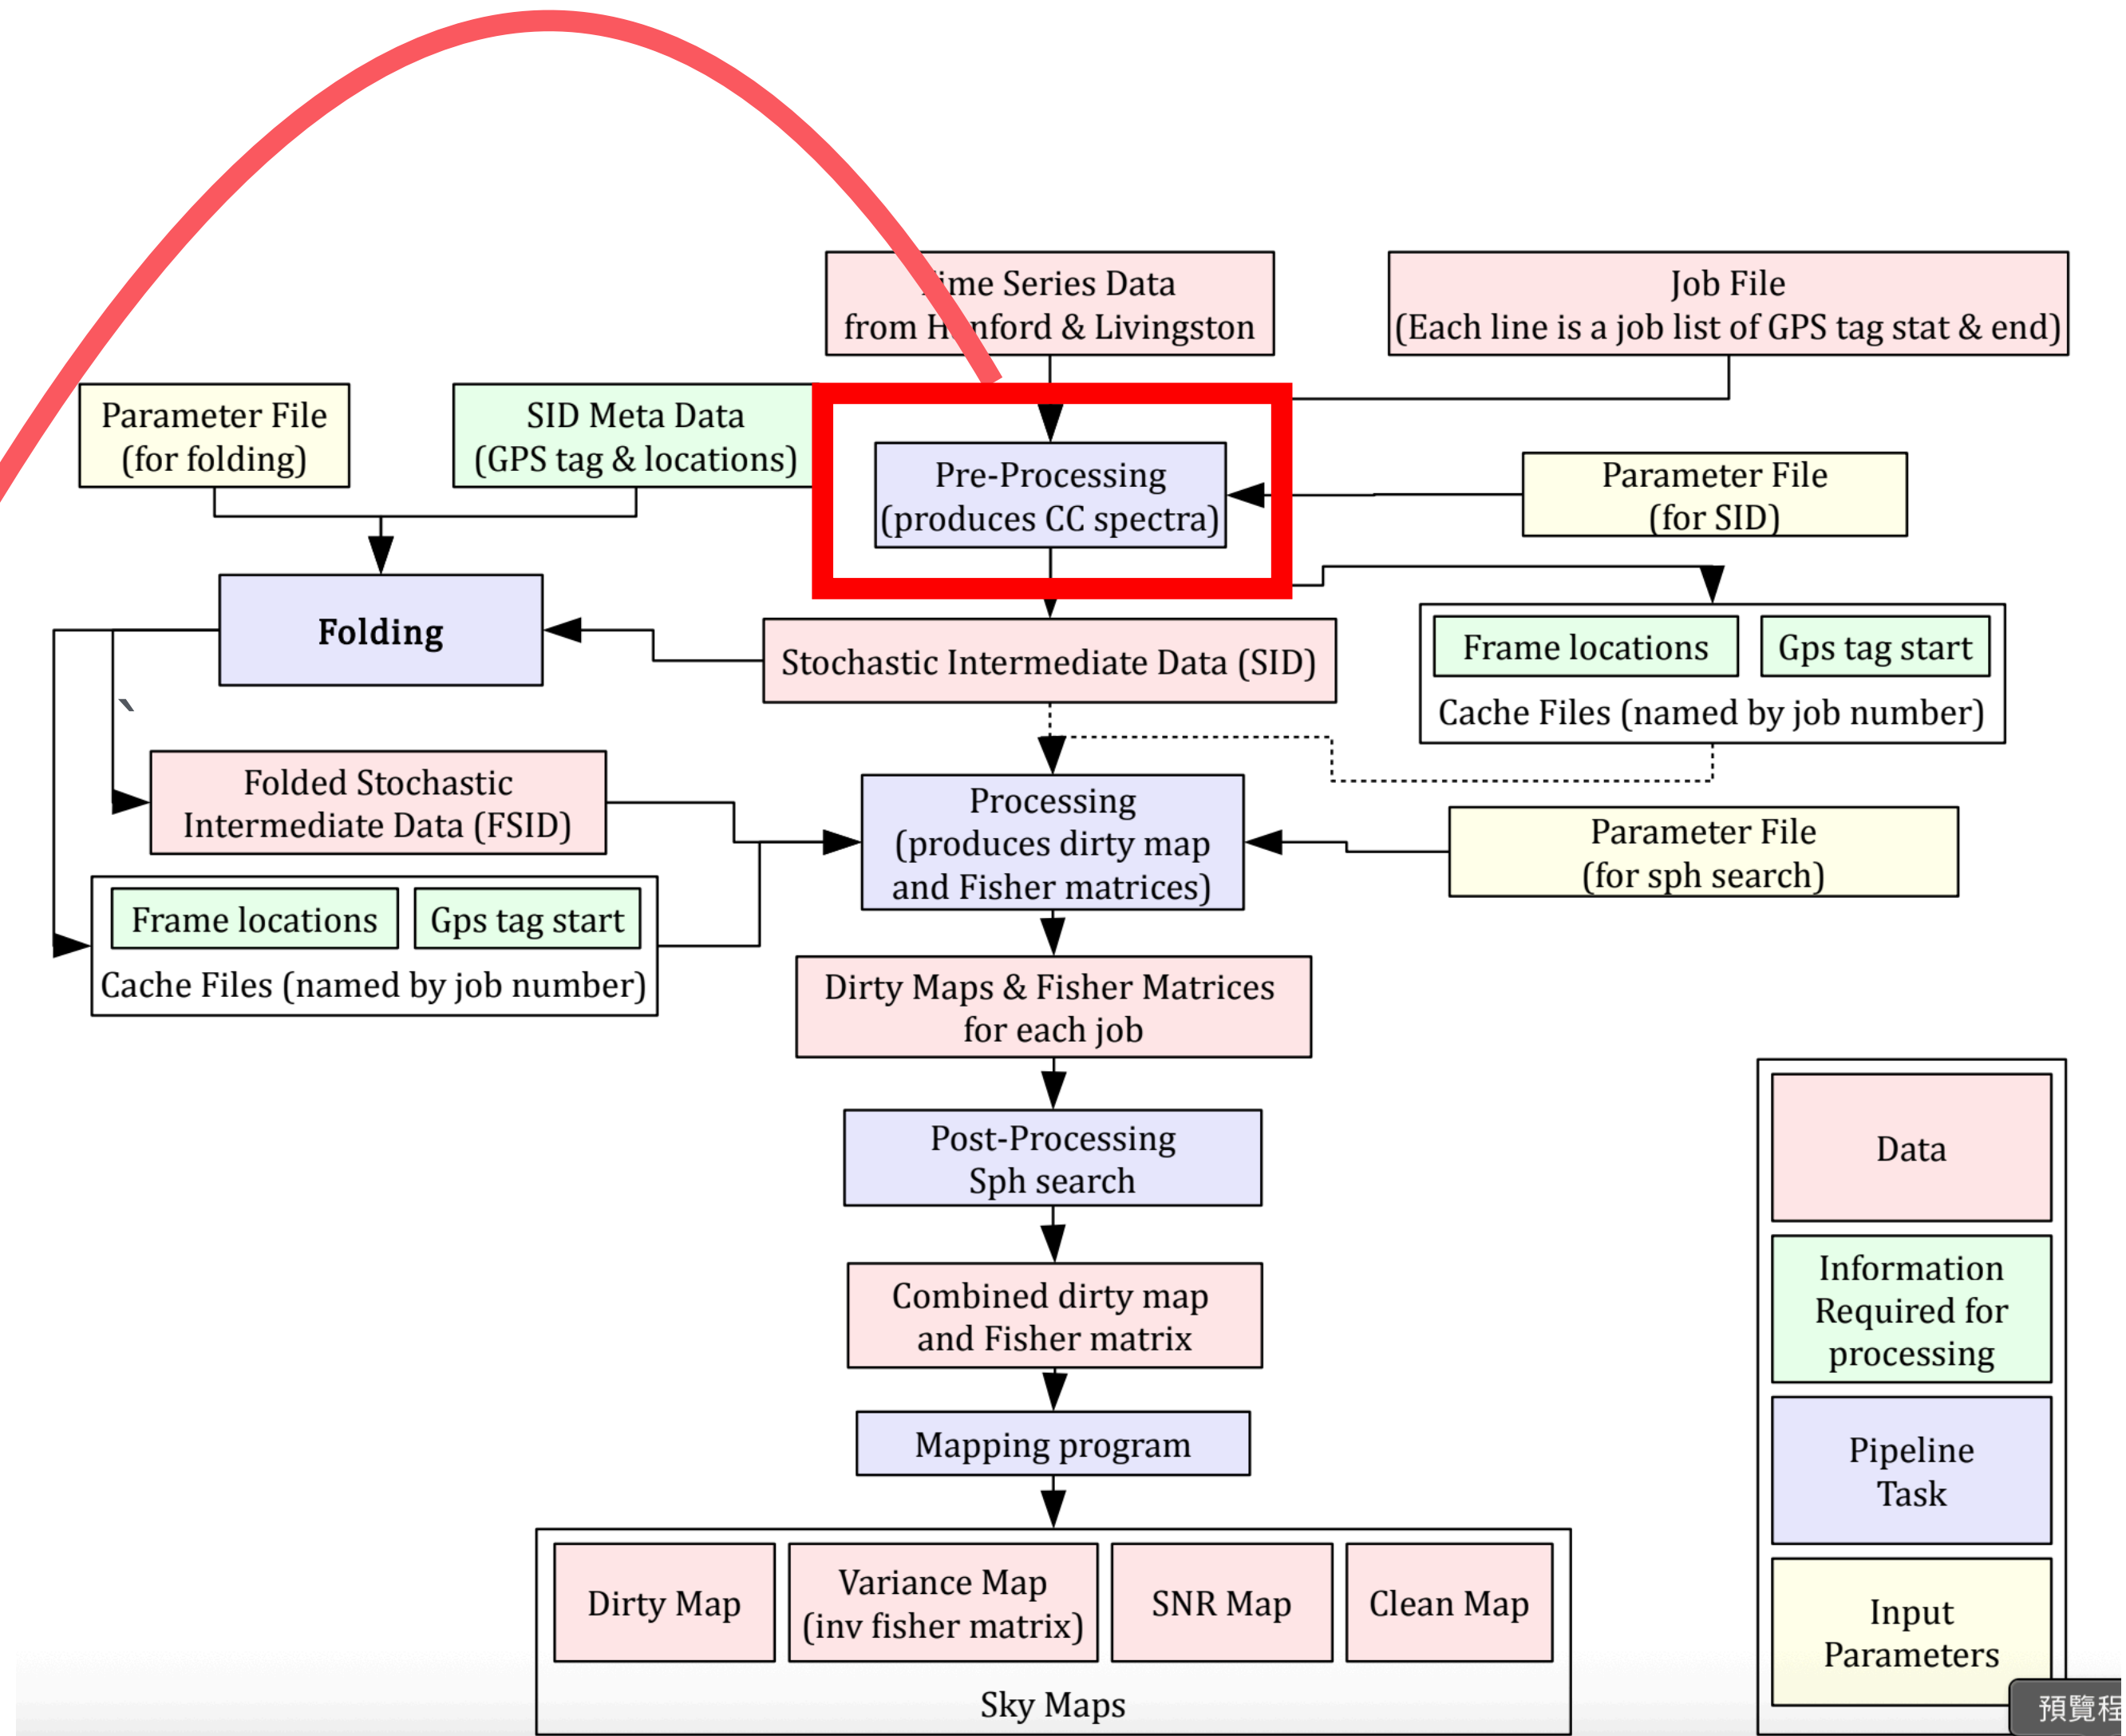 Time Series Data
from Hanford & Livingston
Job File
(Each line is a job list of GPS tag stat & end)
Parameter File
(for folding)
SID Meta Data
(GPS tag & locations)
Pre-Processing
(produces CC spectra)
Parameter File
(for SID)
Folding
Stochastic Intermediate Data (SID)
Frame locations
Gps tag start
Cache Files (named by job number)
`
Folded Stochastic
Intermediate Data (FSID)
Processing
(produces dirty map
and Fisher matrices)
Parameter File
(for sph search)
Frame locations
Gps tag start
Cache Files (named by job number)
Dirty Maps & Fisher Matrices
for each job
Post-Processing
Sph search
Combined dirty map
and Fisher matrix
Mapping program
Dirty Map
Variance Map
(inv fisher matrix)
SNR Map
Clean Map
Sky Maps
Data
Information
Required for
processing
Pipeline
Task
Input
Parameters
預覽程